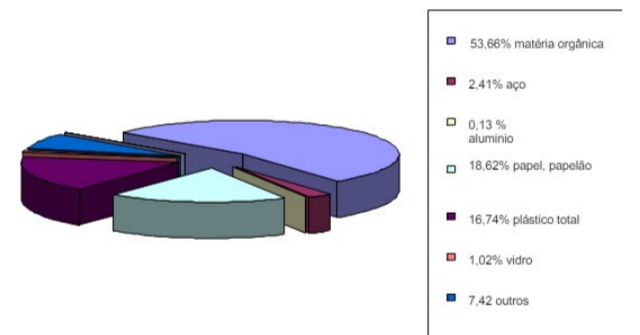 53,66% matéria orgânica
2,41% aço
0,13 %
aluminio
18,62% papel, papelão
16,74% plástico total
1,02% vidro
7,42 outros